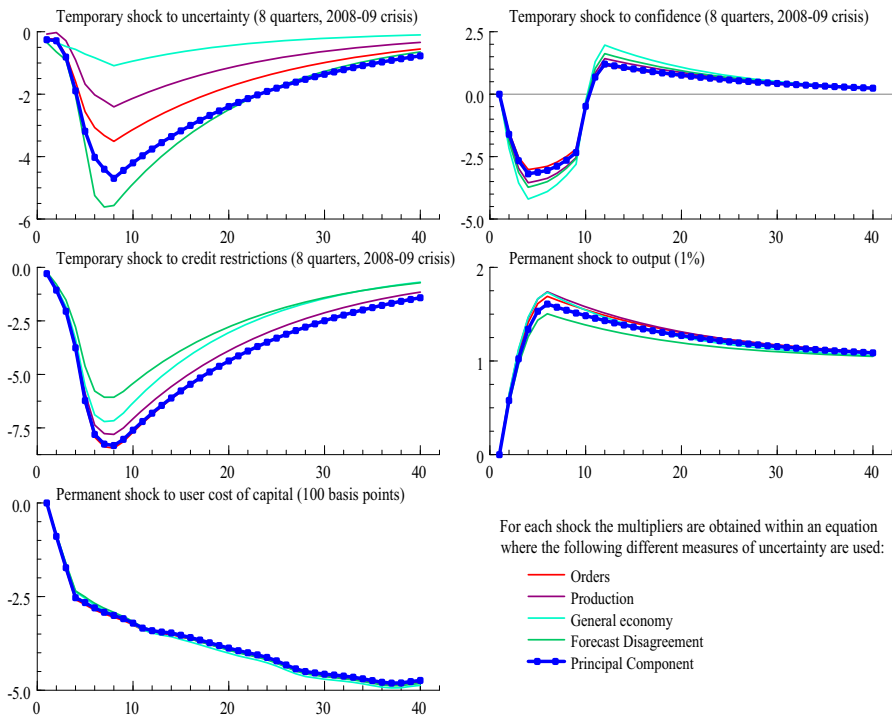 Temporary shock to uncertainty (8 quarters, 2008-09 crisis)
0
-2
-4
-6
0 10 20 30 40
Temporary shock to confidence (8 quarters, 2008-09 crisis)
2.5
0.0
-2.5
-5.0
0 10 20 30 40
Temporary shock to credit restrictions (8 quarters, 2008-09 crisis)
0.0
-2.5
-5.0
-7.5
0 10 20 30 40
Permanent shock to output (1%)
2
1
0
0 10 20 30 40
Permanent shock to user cost of capital (100 basis points)
0.0
-2.5
-5.0
0 10 20 30 40
For each shock the multipliers are obtained within an equation
where the following different measures of uncertainty are used:
Orders
Production
General economy
Forecast Disagreement
Principal Component